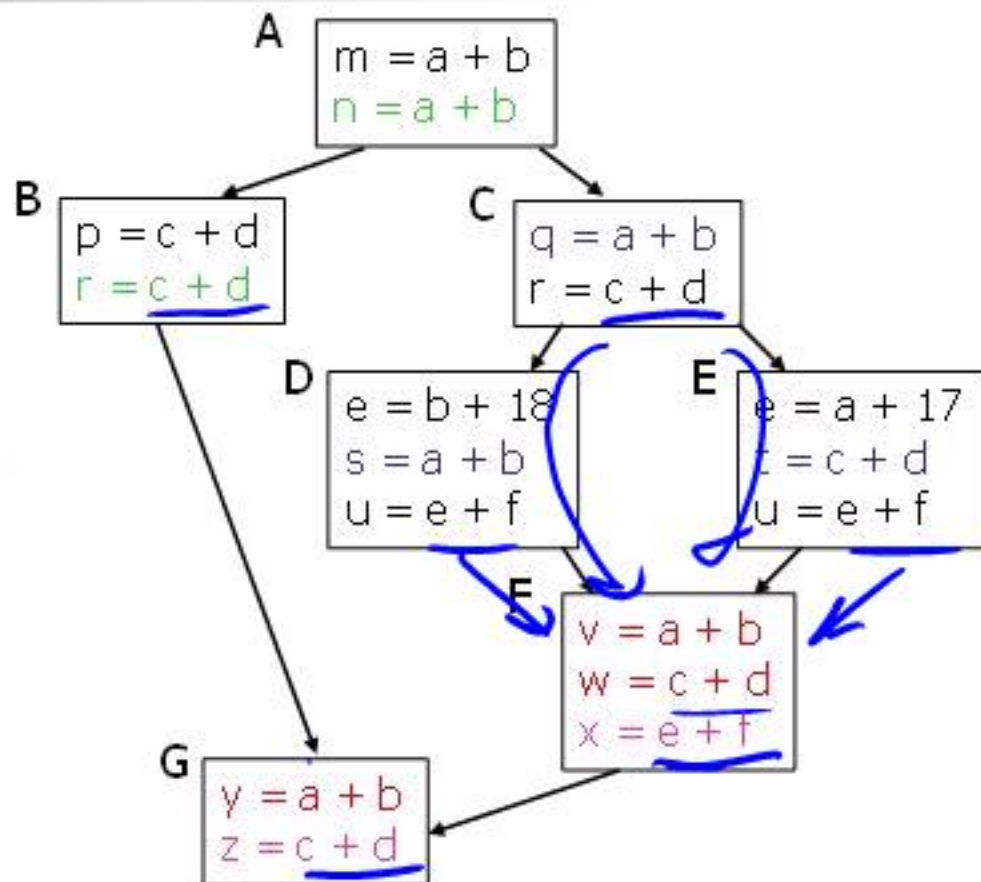 A
m = a + b
n = a + b
B
p = c + d
r = c + d
C
q = a + b
r = c + d
D
e = b + 18
s = a + b
u = e + f
E
e = a + 17
t = c + d
u = e + f
F
v = a + b
w = c + d
x = e + f
G
y = a + b
z = c + d